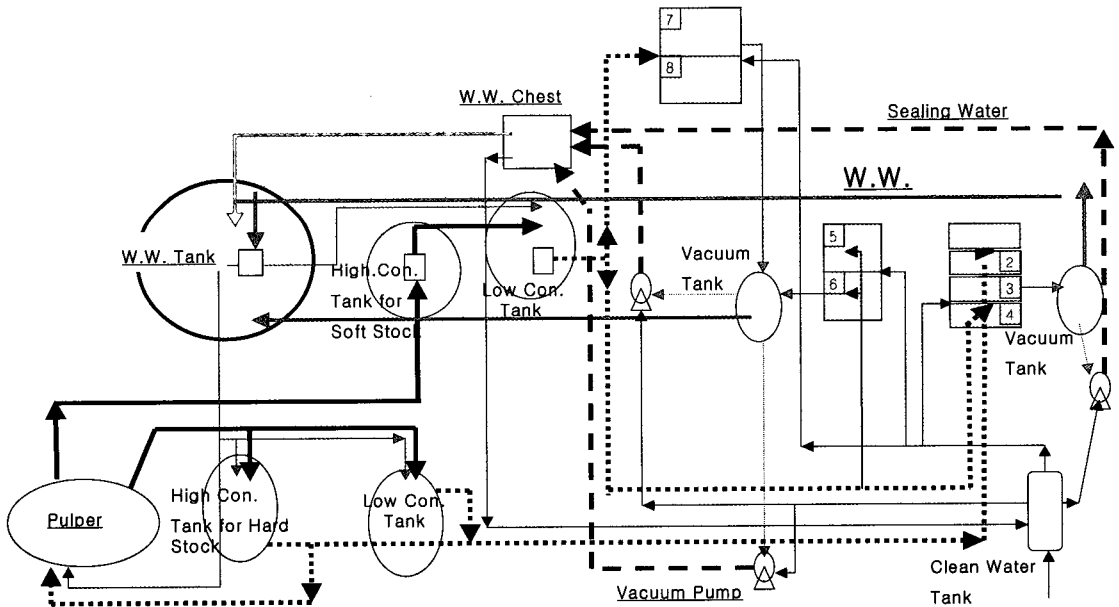 7
8
W.W. Chest
Sealing Water
W.W.
W.W. Tank
High.Con.
Tank for
Soft Stock
Low Con.
Tank
Vacuum
Tank
5
6
2
3
4
Vacuum
Tank
Pulper
High Con.
Tank for Hard
Stock
Low Con.
Tank
Vacuum Pump
Clean Water
Tank